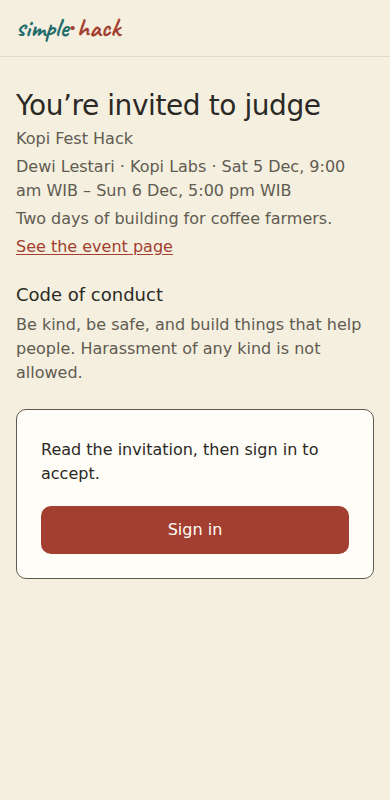 simple·hack
You’re invited to judge
Kopi Fest Hack
Dewi Lestari · Kopi Labs · Sat 5 Dec, 9:00
am WIB – Sun 6 Dec, 5:00 pm WIB
Two days of building for coffee farmers.
See the event page
Code of conduct
Be kind, be safe, and build things that help
people. Harassment of any kind is not
allowed.
Read the invitation, then sign in to
accept.
Sign in